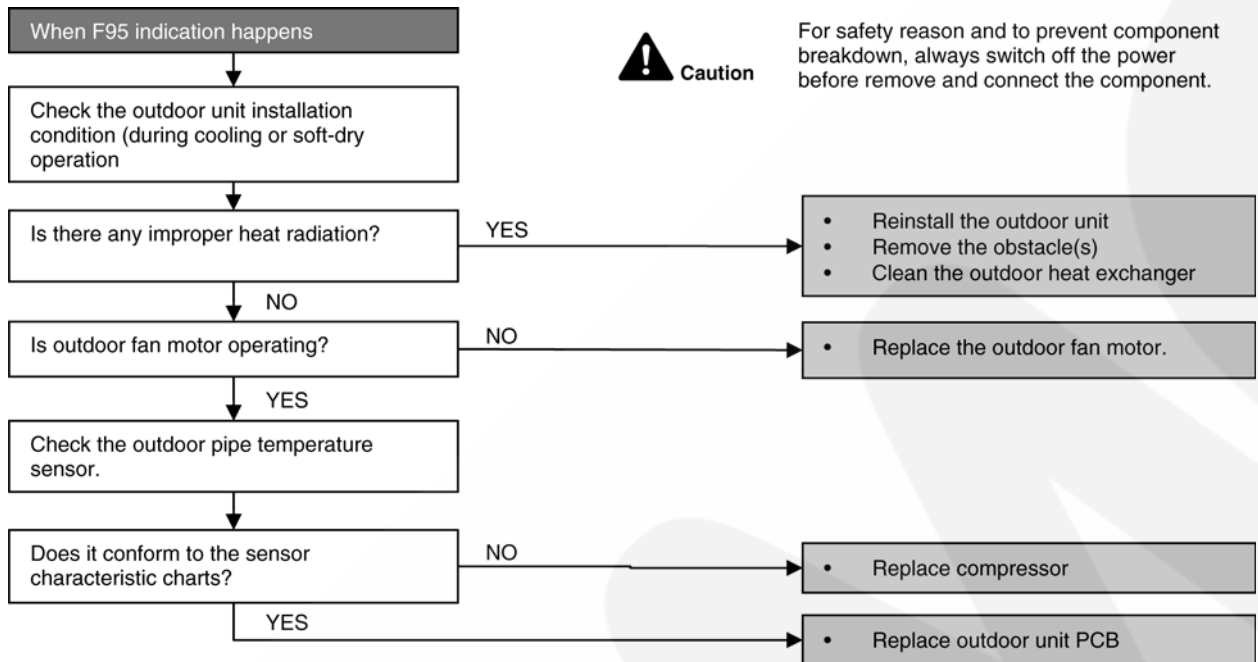 When F95 indication happens
Caution
For safety reason and to prevent component
breakdown, always switch off the power
before remove and connect the component.
Check the outdoor unit installation
condition (during cooling or soft-dry
operation
Is there any improper heat radiation?
YES
• Reinstall the outdoor unit
• Remove the obstacle(s)
• Clean the outdoor heat exchanger
NO
Is outdoor fan motor operating?
NO
• Replace the outdoor fan motor.
YES
Check the outdoor pipe temperature
sensor.
Does it conform to the sensor
characteristic charts?
NO
• Replace compressor
YES
• Replace outdoor unit PCB